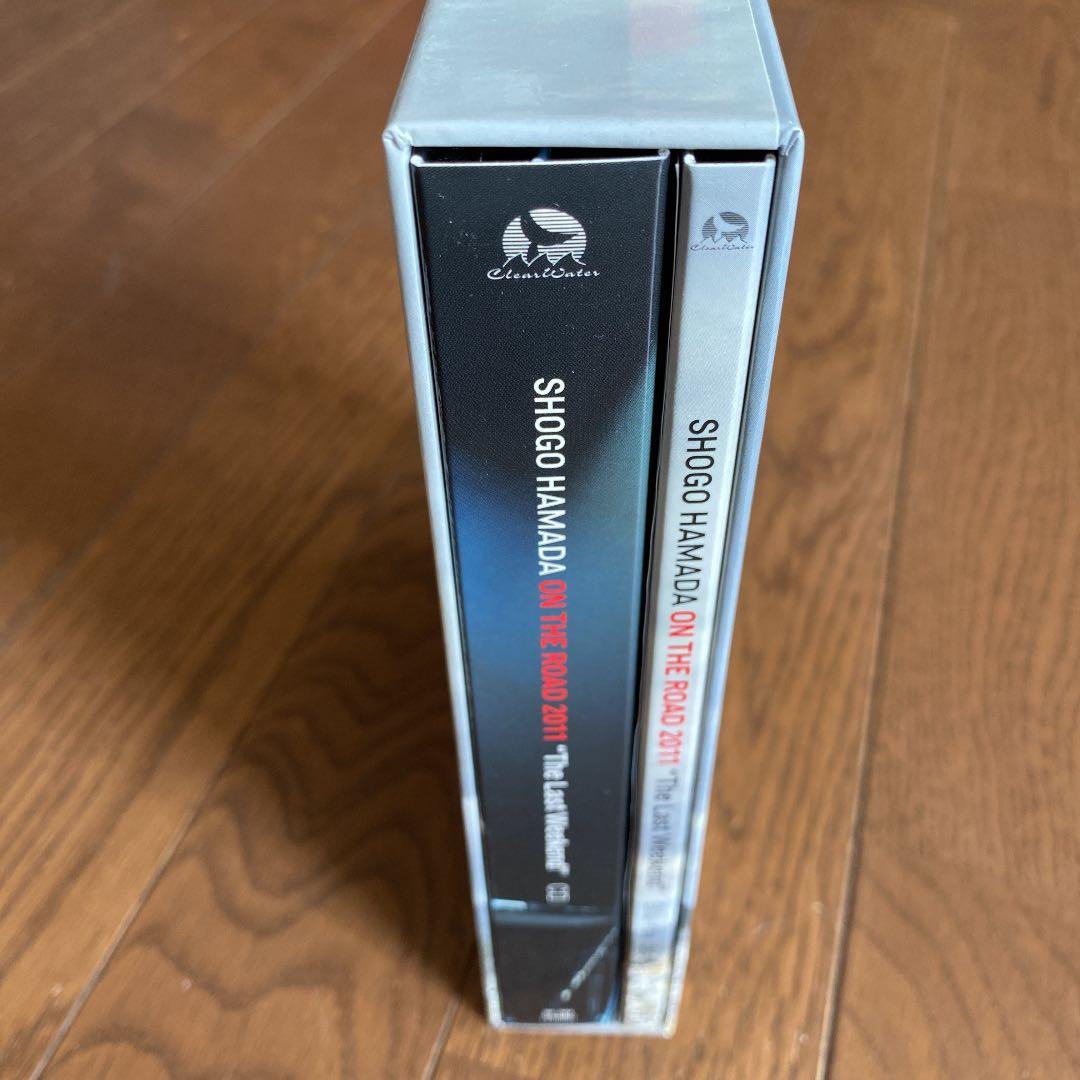 ClearWater
SHOGO HAMADA ON THE ROAD 2011 "The Last Weekend" CD
ClearWater
SHOGO HAMADA ON THE ROAD 2011 "The Last Weekend"